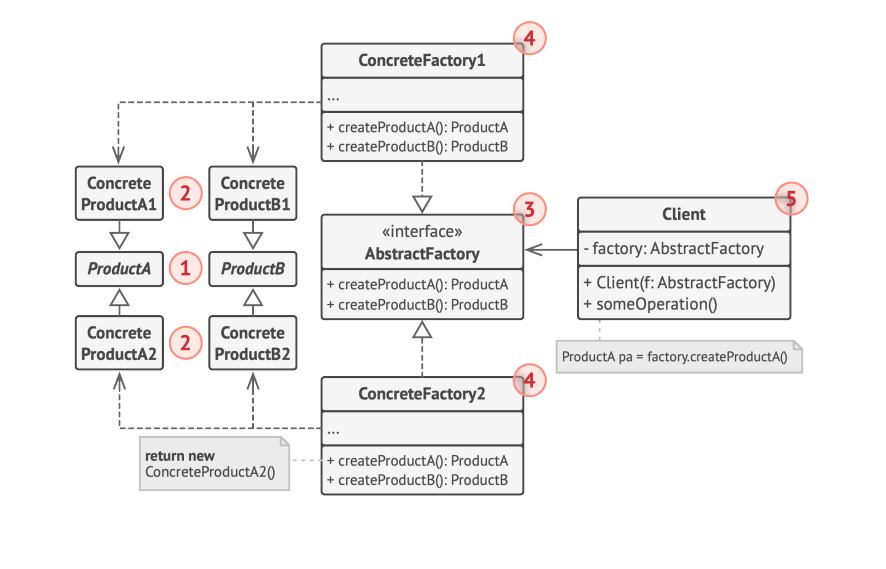 4
ConcreteFactory1
...
+ createProductA(): ProductA
+ createProductB(): ProductB
Concrete
ProductA1
2
Concrete
ProductB1
ProductA
1
ProductB
Concrete
ProductA2
2
Concrete
ProductB2
3
«interface»
AbstractFactory
+ createProductA(): ProductA
+ createProductB(): ProductB
5
Client
- factory: AbstractFactory
+ Client(f: AbstractFactory)
+ someOperation()
ProductA pa = factory.createProductA()
4
ConcreteFactory2
...
+ createProductA(): ProductA
+ createProductB(): ProductB
return new
ConcreteProductA2()